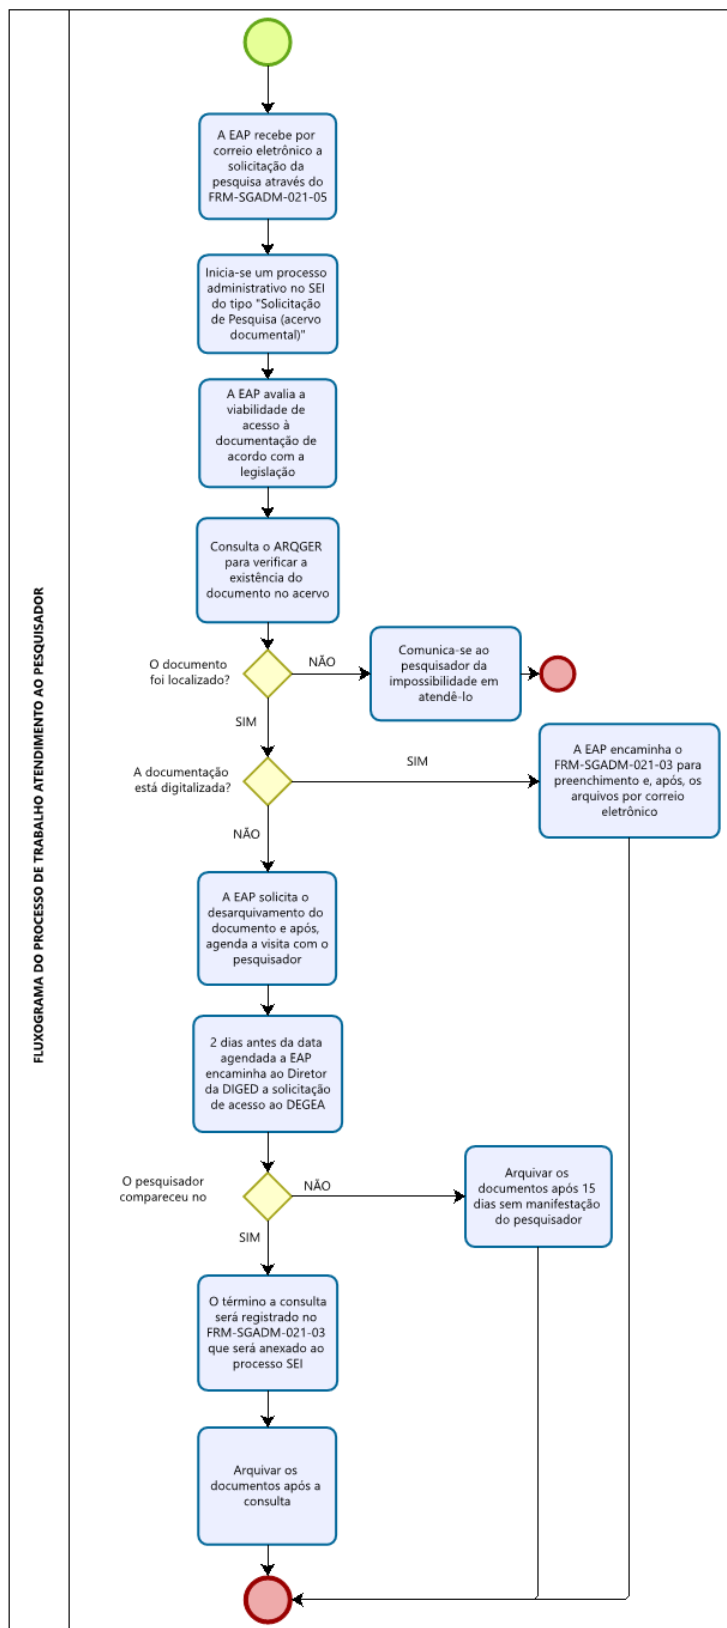 FLUXOGRAMA DO PROCESSO DE TRABALHO ATENDIMENTO AO PESQUISADOR
A EAP recebe por
correio eletrônico a
solicitação da
pesquisa através do
FRM-SGADM-021-05
Inicia-se um processo
administrativo no SEI
do tipo "Solicitação
de Pesquisa (acervo
documental)"
A EAP avalia a
viabilidade de
acesso à
documentação de
acordo com a
legislação
Consulta o ARQGER
para verificar a
existência do
documento no acervo
O documento
foi localizado?
NÃO
Comunica-se ao
pesquisador da
impossibilidade em
atendê-lo
SIM
A documentação
está digitalizada?
SIM
A EAP encaminha o
FRM-SGADM-021-03 para
preenchimento e, após, os
arquivos por correio
eletrônico
NÃO
A EAP solicita o
desarquivamento do
documento e após,
agenda a visita com o
pesquisador
2 dias antes da data
agendada a EAP
encaminha ao Diretor
da DIGED a solicitação
de acesso ao DEGEA
O pesquisador
compareceu no
NÃO
Arquivar os
documentos após 15
dias sem manifestação
do pesquisador
SIM
O término a consulta
será registrado no
FRM-SGADM-021-03
que será anexado ao
processo SEI
Arquivar os
documentos após a
consulta